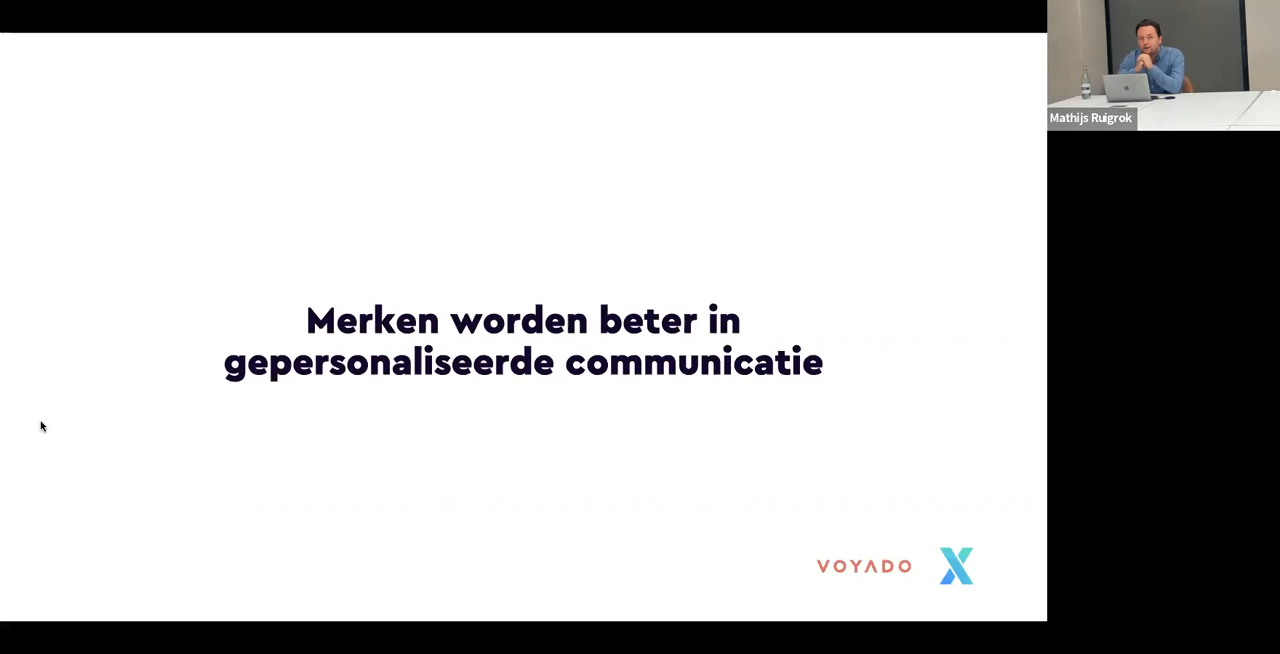 Mathijs Ruigrok
Merken worden beter in
gepersonaliseerde communicatie
VOYADO X